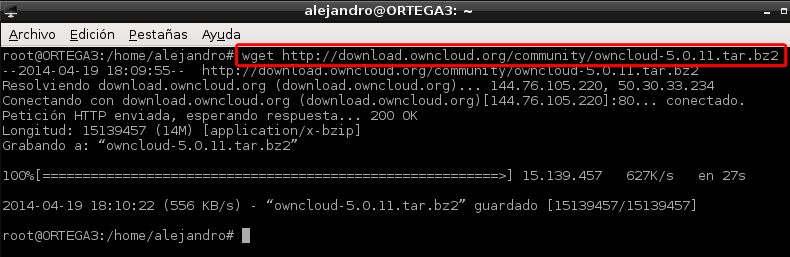 alejandro@ORTEGA3: ~
Archivo Edición Pestañas Ayuda
root@ORTEGA3:/home/alejandro# wget http://download.owncloud.org/community/owncloud-5.0.11.tar.bz2
--2014-04-19 18:09:55-- http://download.owncloud.org/community/owncloud-5.0.11.tar.bz2
Resolviendo download.owncloud.org (download.owncloud.org)... 144.76.105.220, 50.30.33.234
Conectando con download.owncloud.org (download.owncloud.org)[144.76.105.220]:80... conectado.
Petición HTTP enviada, esperando respuesta... 200 OK
Longitud: 15139457 (14M) [application/x-bzip]
Grabando a: “owncloud-5.0.11.tar.bz2”
100%[=========================================================>] 15.139.457 627K/s en 27s
2014-04-19 18:10:22 (556 KB/s) - “owncloud-5.0.11.tar.bz2” guardado [15139457/15139457]
root@ORTEGA3:/home/alejandro#